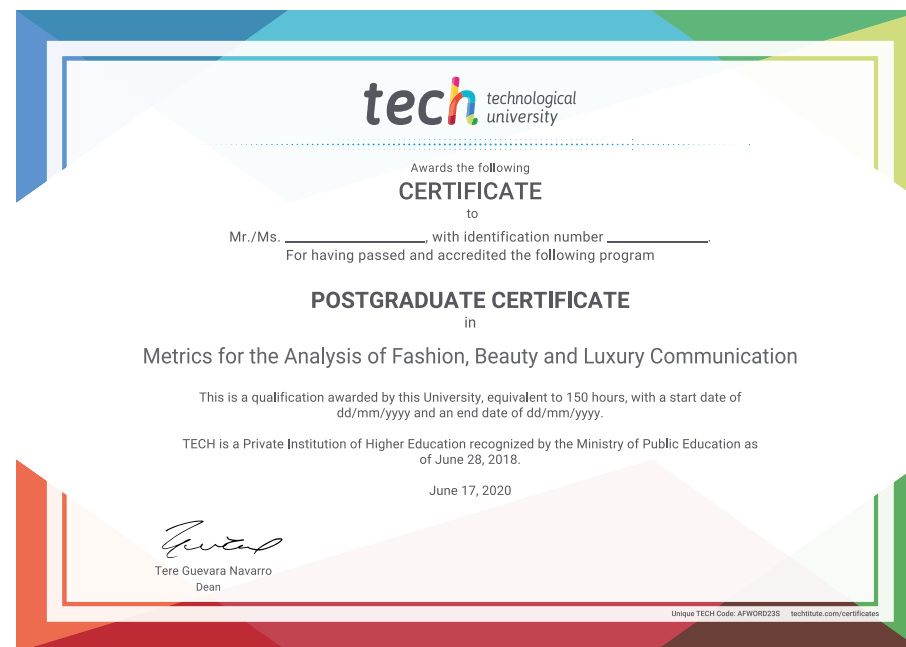 tech technological
university
Awards the following
CERTIFICATE
to
Mr./Ms. ____________, with identification number _________.
For having passed and accredited the following program
POSTGRADUATE CERTIFICATE
in
Metrics for the Analysis of Fashion, Beauty and Luxury Communication
This is a qualification awarded by this University, equivalent to 150 hours, with a start date of
dd/mm/yyyy and an end date of dd/mm/yyyy.
TECH is a Private Institution of Higher Education recognized by the Ministry of Public Education as
of June 28, 2018.
June 17, 2020
Tere Guevara Navarro
Dean
Unique TECH Code: AFWORD23S techtitute.com/certificates